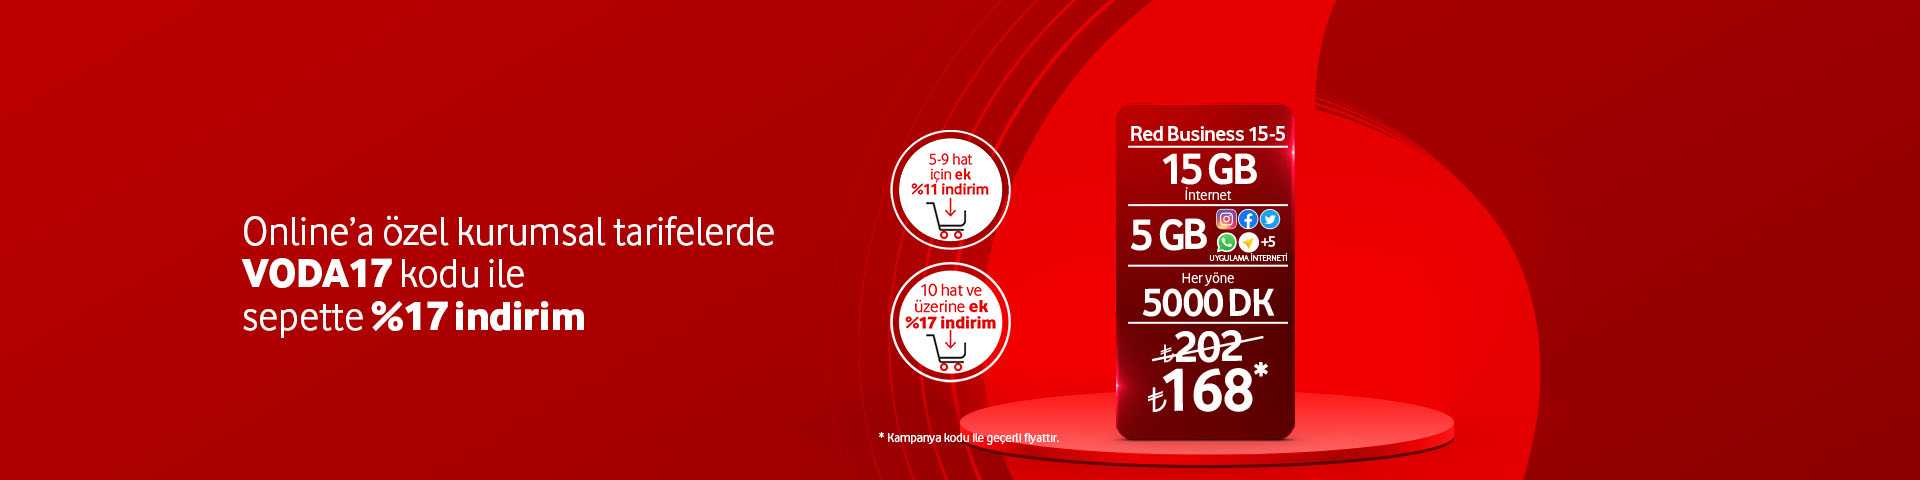 Online’a özel kurumsal tarifelerde
VODA17 kodu ile
sepette %17 indirim
5-9 hat
için ek
%11 indirim
10 hat ve
üzerine ek
%17 indirim
Red Business 15-5
15 GB
İnternet
5 GB
+5
UYGULAMA İNTERNETİ
Her yöne
5000 DK
₺202
₺168*
* Kampanya kodu ile geçerli fiyattır.